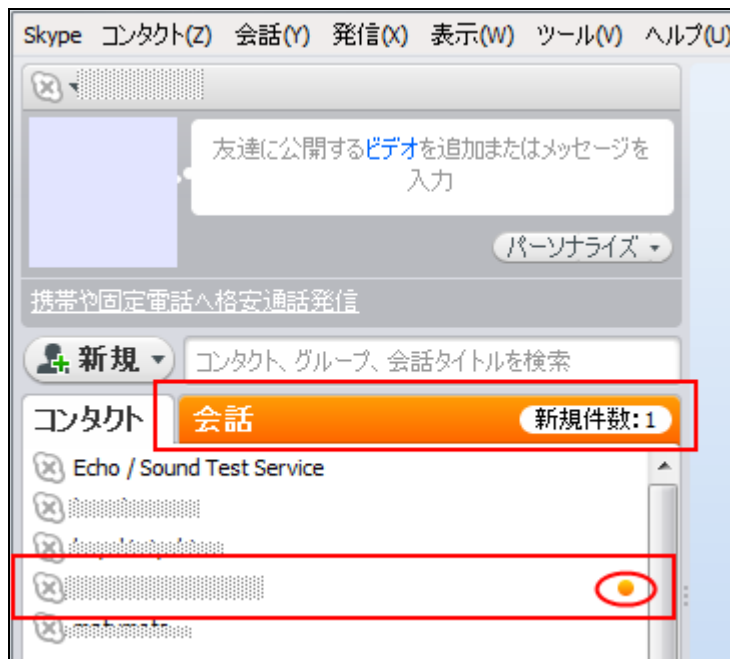 Skype コンタクト(Z) 会話(Y) 発信(X) 表示(W) ツール(V) ヘルプ(U)
友達に公開するビデオを追加またはメッセージを
入力
パーソナライズ
携帯や固定電話へ格安通話発信
新規 コンタクト、グループ、会話タイトルを検索
コンタクト 会話 新規件数:1
Echo / Sound Test Service